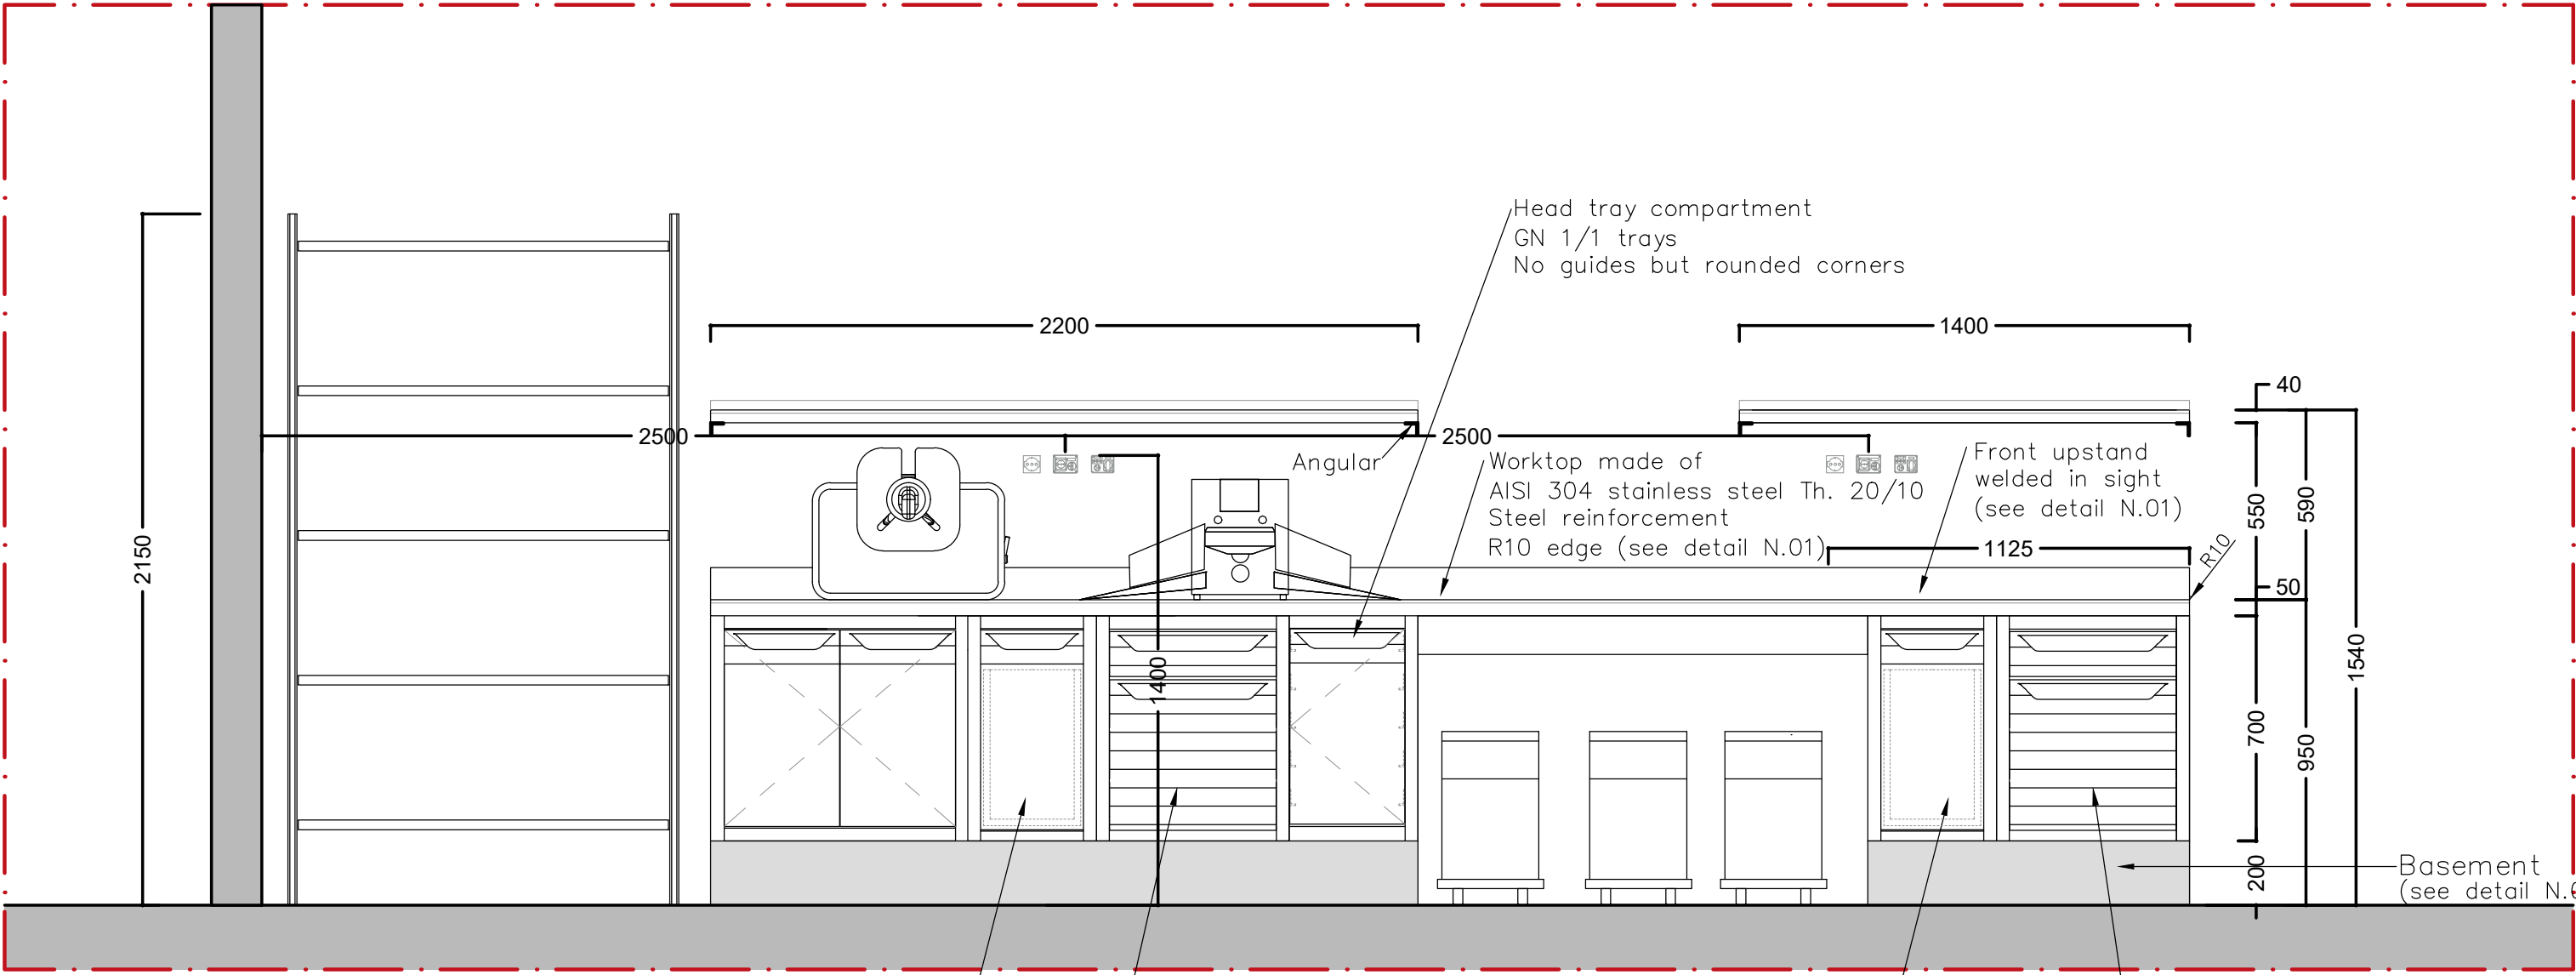 Head tray compartment
GN 1/1 trays
No guides but rounded corners
2200
1400
40
2500
2500
Angular
Worktop made of
AISI 304 stainless steel Th. 20/10
Steel reinforcement
R10 edge (see detail N.01)
Front upstand
welded in sight
(see detail N.01)
1125
R10
550
590
50
2150
1400
1540
700
950
200
Basement
(see detail N.